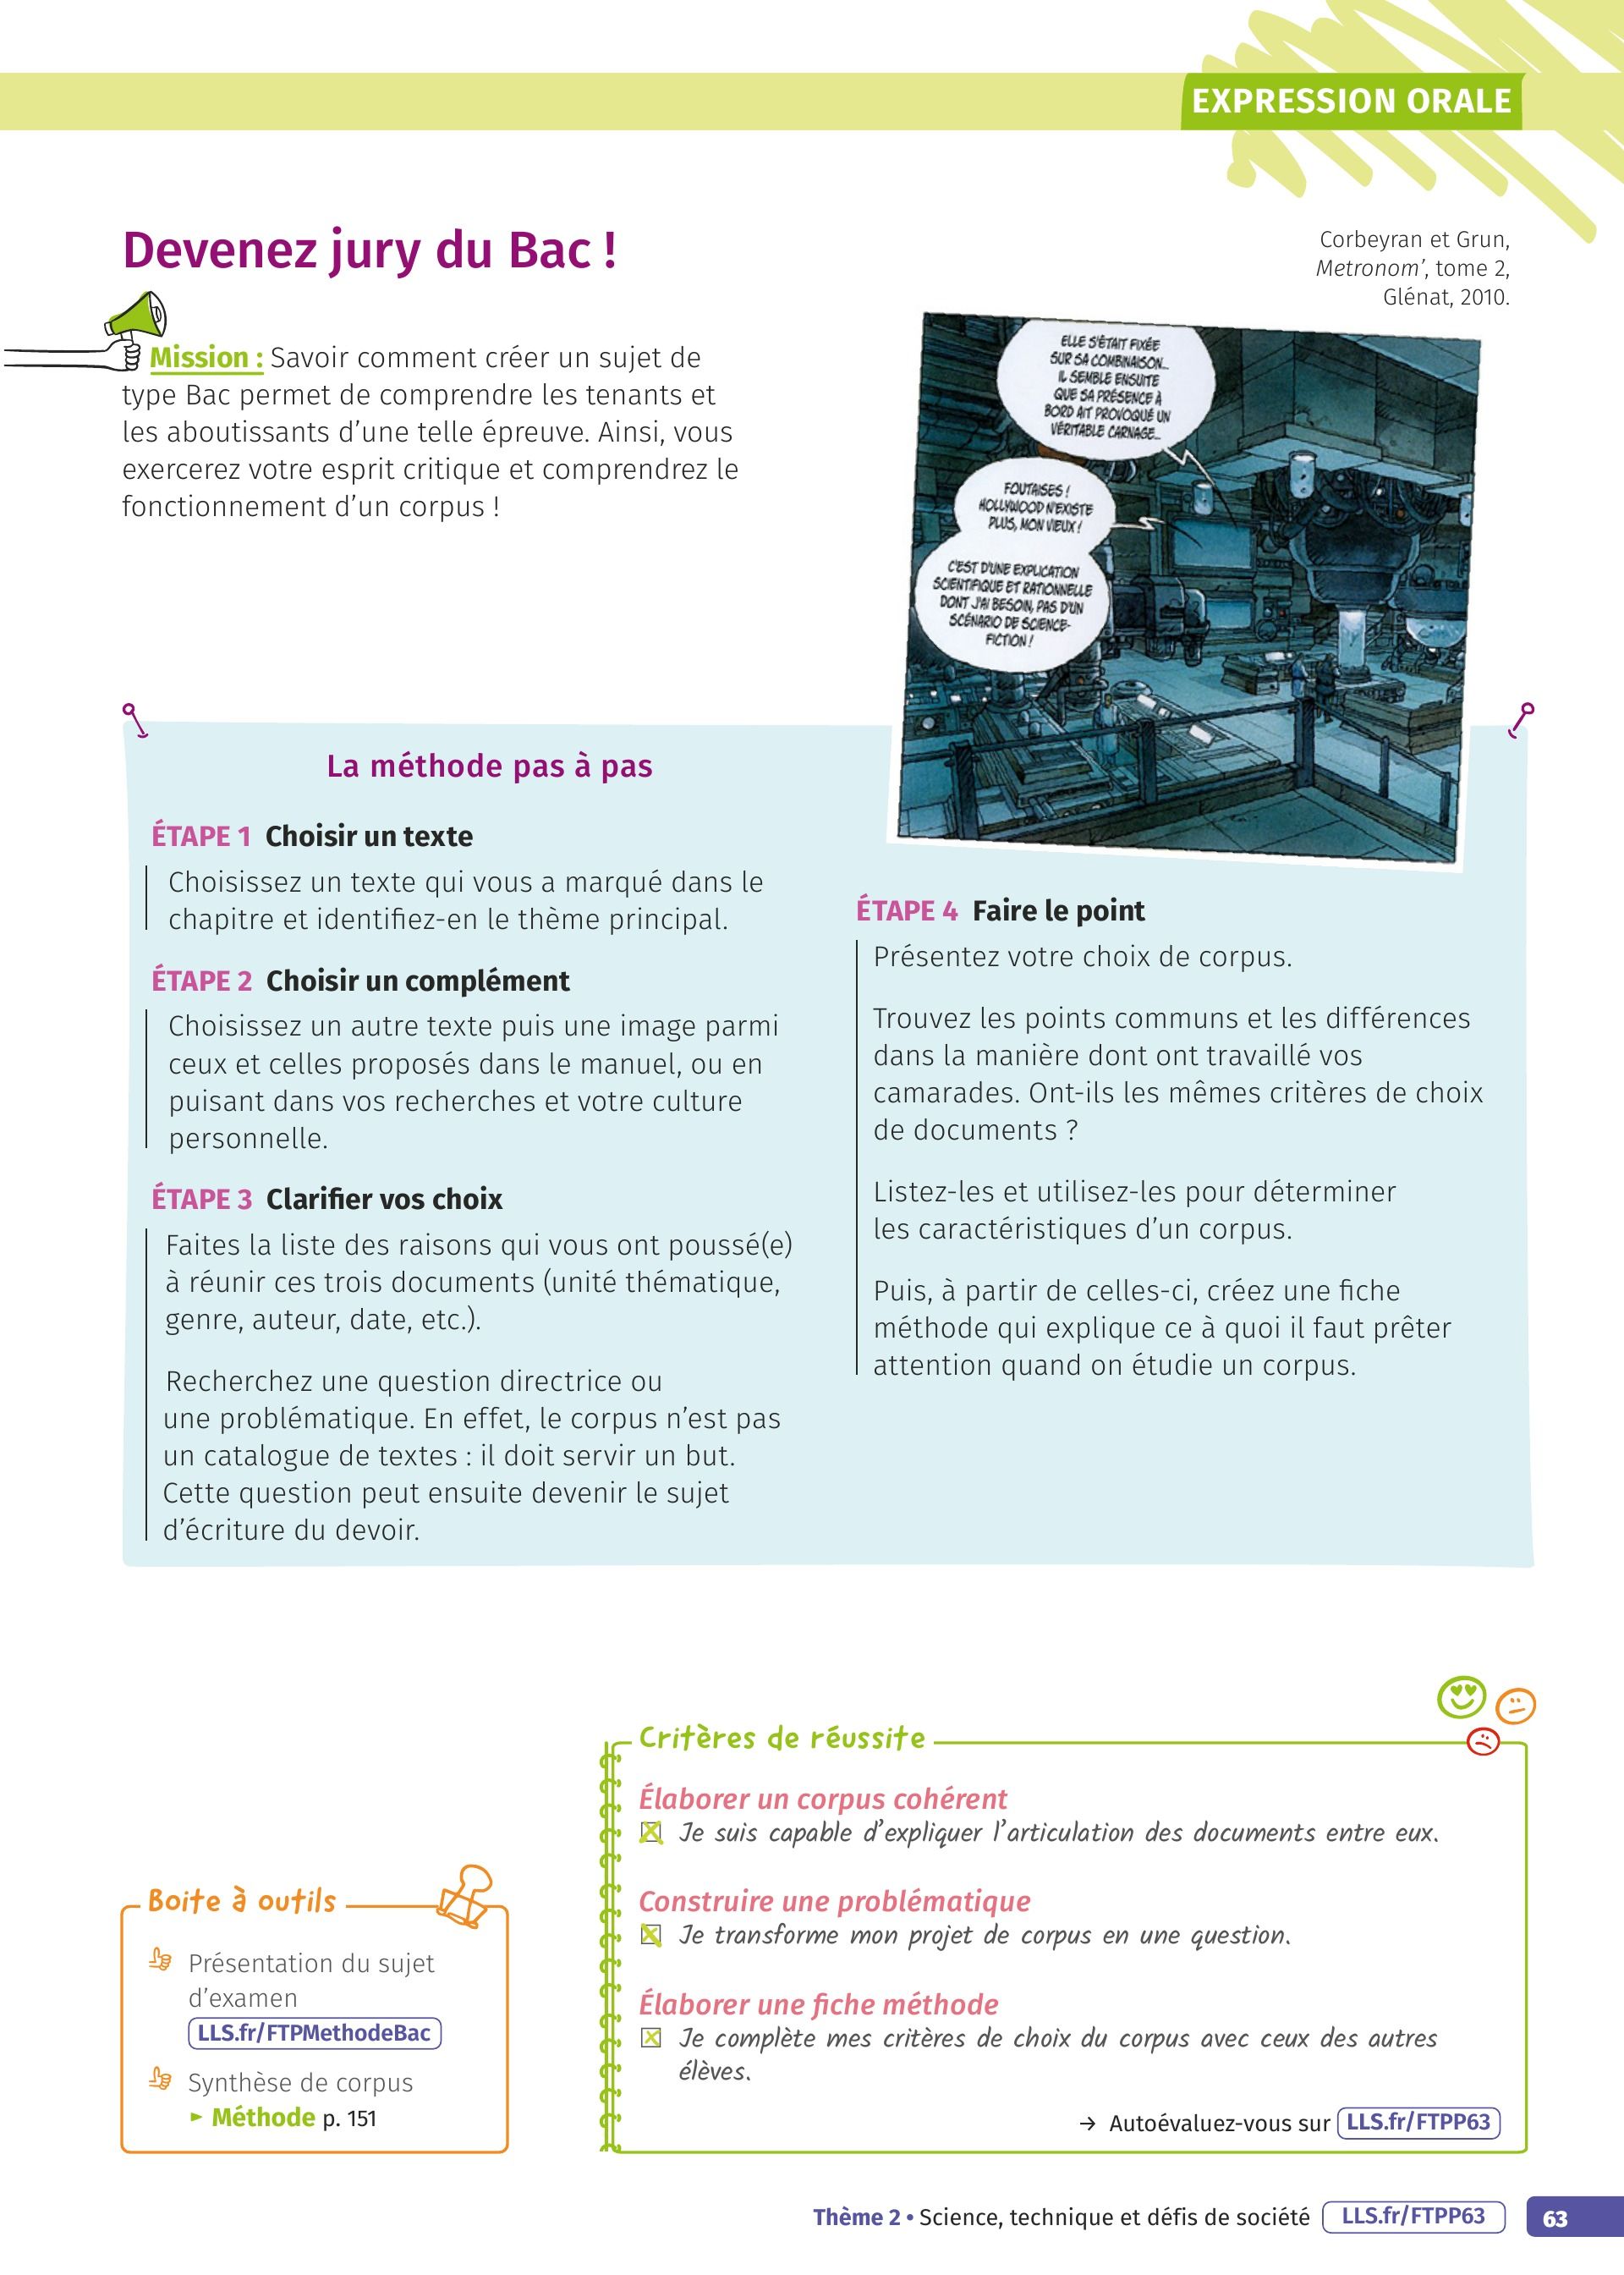 EXPRESSION ORALE
Devenez jury du Bac !
Corbeyran et Grun,
Metronom’, tome 2,
Glénat, 2010.
Mission : Savoir comment créer un sujet de
type Bac permet de comprendre les tenants et
les aboutissants d’une telle épreuve. Ainsi, vous
exercerez votre esprit critique et comprendrez le
fonctionnement d’un corpus !
ELLE S’ÉTAIT FIXÉE
SUR SA COMBINAISON...
IL SEMBLE ENSUITE
QUE SA PRÉSENCE À
BORD AIT PROVOQUÉ UN
VÉRITABLE CARNAGE...
FOUTAISES !
HOLLYWOOD N’EXISTE
PLUS, MON VIEUX !
C’EST D’UNE EXPLICATION
SCIENTIFIQUE ET RATIONNELLE
DONT J’AI BESOIN, PAS D’UN
SCÉNARIO DE SCIENCE-
FICTION !
La méthode pas à pas
ÉTAPE 1 Choisir un texte
Choisissez un texte qui vous a marqué dans le
chapitre et identifiez-en le thème principal.
ÉTAPE 2 Choisir un complément
Choisissez un autre texte puis une image parmi
ceux et celles proposés dans le manuel, ou en
puisant dans vos recherches et votre culture
personnelle.
ÉTAPE 3 Clarifier vos choix
Faites la liste des raisons qui vous ont poussé(e)
à réunir ces trois documents (unité thématique,
genre, auteur, date, etc.).
Recherchez une question directrice ou
une problématique. En effet, le corpus n’est pas
un catalogue de textes : il doit servir un but.
Cette question peut ensuite devenir le sujet
d’écriture du devoir.
ÉTAPE 4 Faire le point
Présentez votre choix de corpus.
Trouvez les points communs et les différences
dans la manière dont ont travaillé vos
camarades. Ont-ils les mêmes critères de choix
de documents ?
Listez-les et utilisez-les pour déterminer
les caractéristiques d’un corpus.
Puis, à partir de celles-ci, créez une fiche
méthode qui explique ce à quoi il faut prêter
attention quand on étudie un corpus.
Boite à outils
Présentation du sujet
d’examen
LLS.fr/FTPMethodeBac
Synthèse de corpus
► Méthode p. 151
Critères de réussite
Élaborer un corpus cohérent
Je suis capable d’expliquer l’articulation des documents entre eux.
Construire une problématique
Je transforme mon projet de corpus en une question.
Élaborer une fiche méthode
Je complète mes critères de choix du corpus avec ceux des autres
élèves.
→ Autoévaluez-vous sur LLS.fr/FTPP63
Thème 2 • Science, technique et défis de société LLS.fr/FTPP63 63